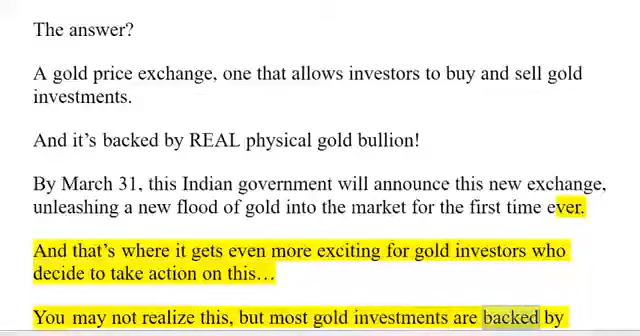 The answer?
A gold price exchange, one that allows investors to buy and sell gold
investments.
And it's backed by REAL physical gold bullion!
By March 31, this Indian government will announce this new exchange,
unleashing a new flood of gold into the market for the first time ever.
And that's where it gets even more exciting for gold investors who
decide to take action on this…
You may not realize this, but most gold investments are backed by